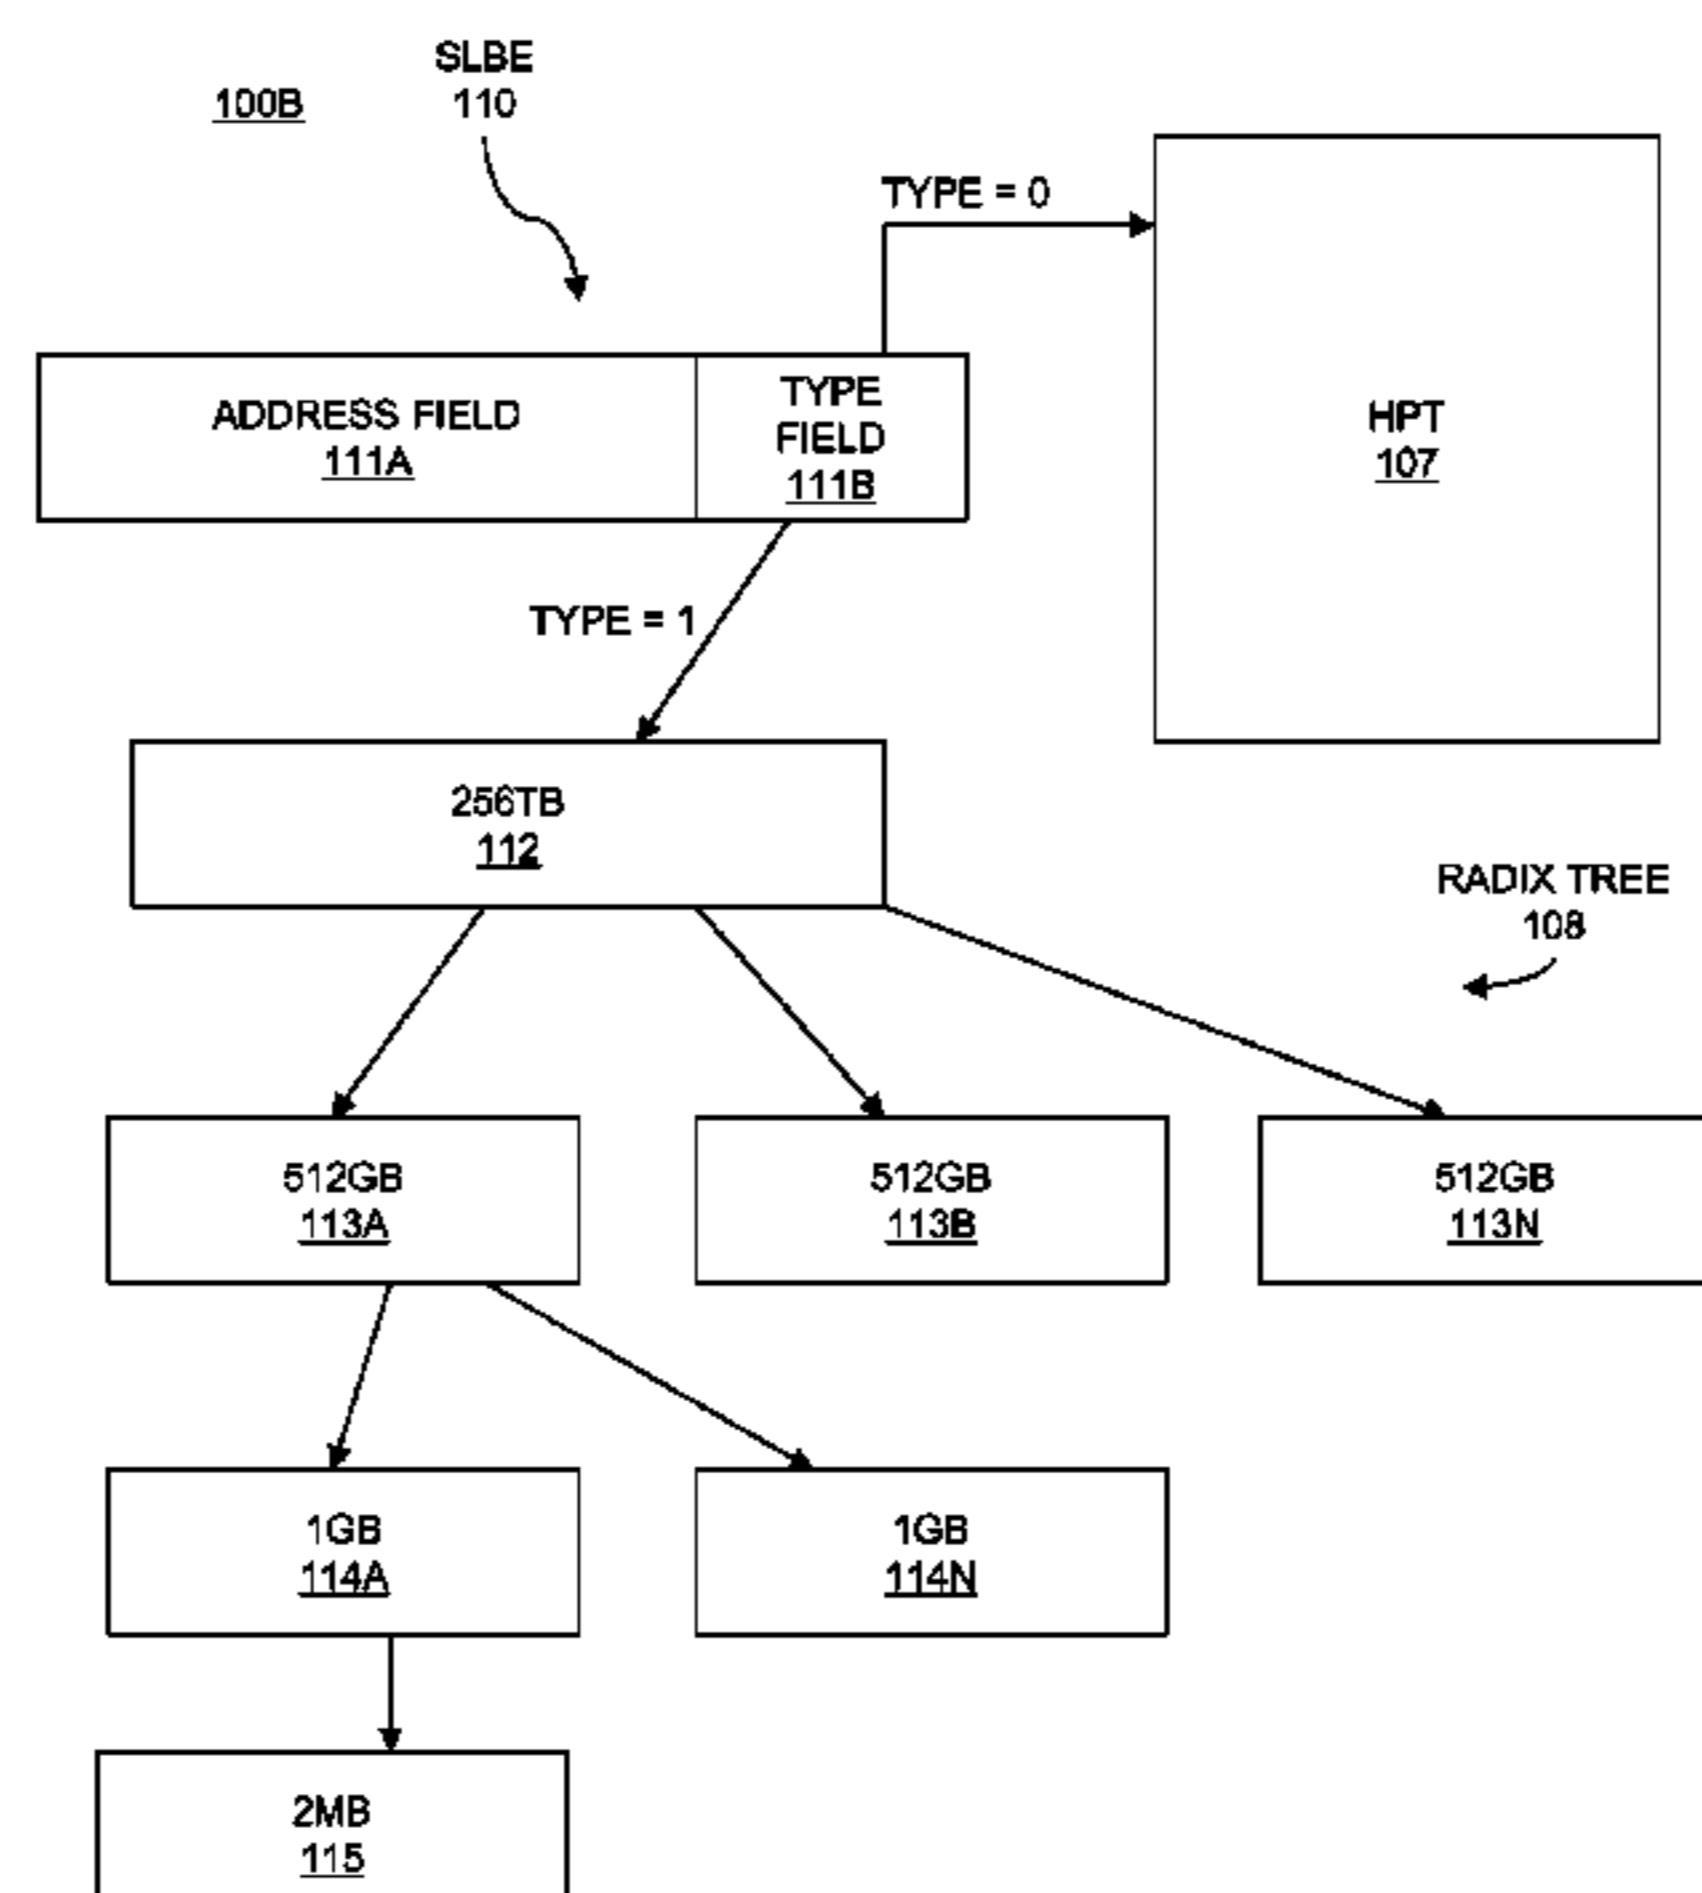 SLBE
110
100B
TYPE = 0
ADDRESS FIELD
111A
TYPE
FIELD
111B
HPT
107
TYPE = 1
256TB
112
RADIX TREE
108
512GB
113A
512GB
113B
512GB
113N
1GB
114A
1GB
114N
2MB
115